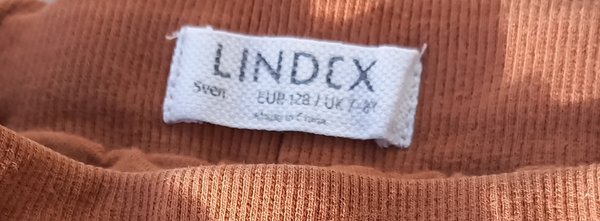 LINDEX
Sven
EUR 128 / UK 7-8Y
Made in China